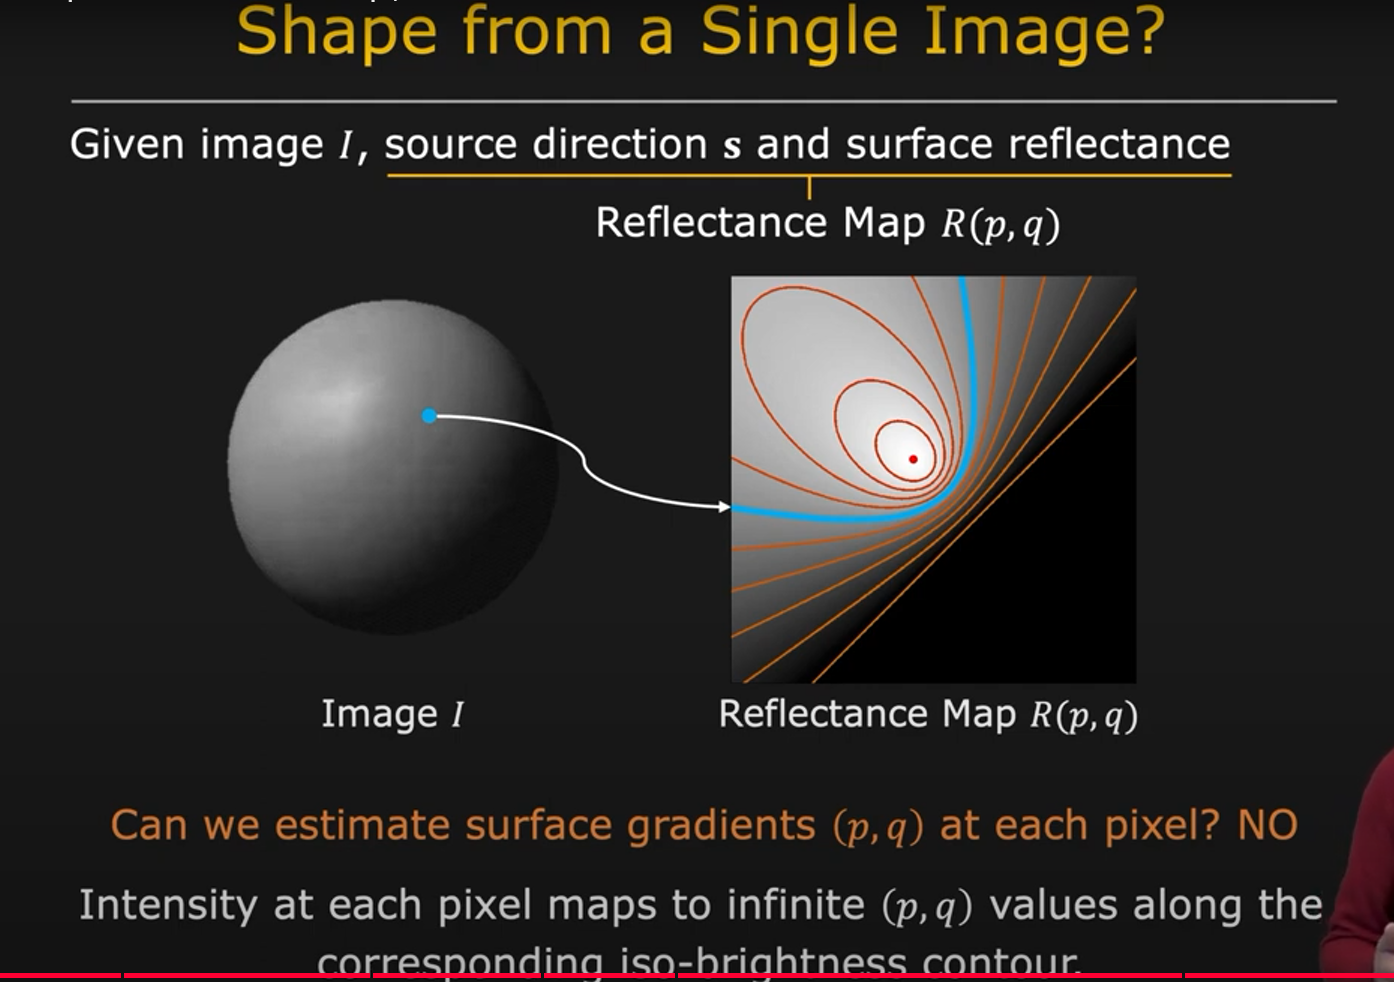 Shape from a Single Image?
Given image I, source direction s and surface reflectance
Reflectance Map R(p, q)
Image I
Reflectance Map R(p, q)
Can we estimate surface gradients (p, q) at each pixel? NO
Intensity at each pixel maps to infinite (p, q) values along the
corresponding iso-brightness contour.